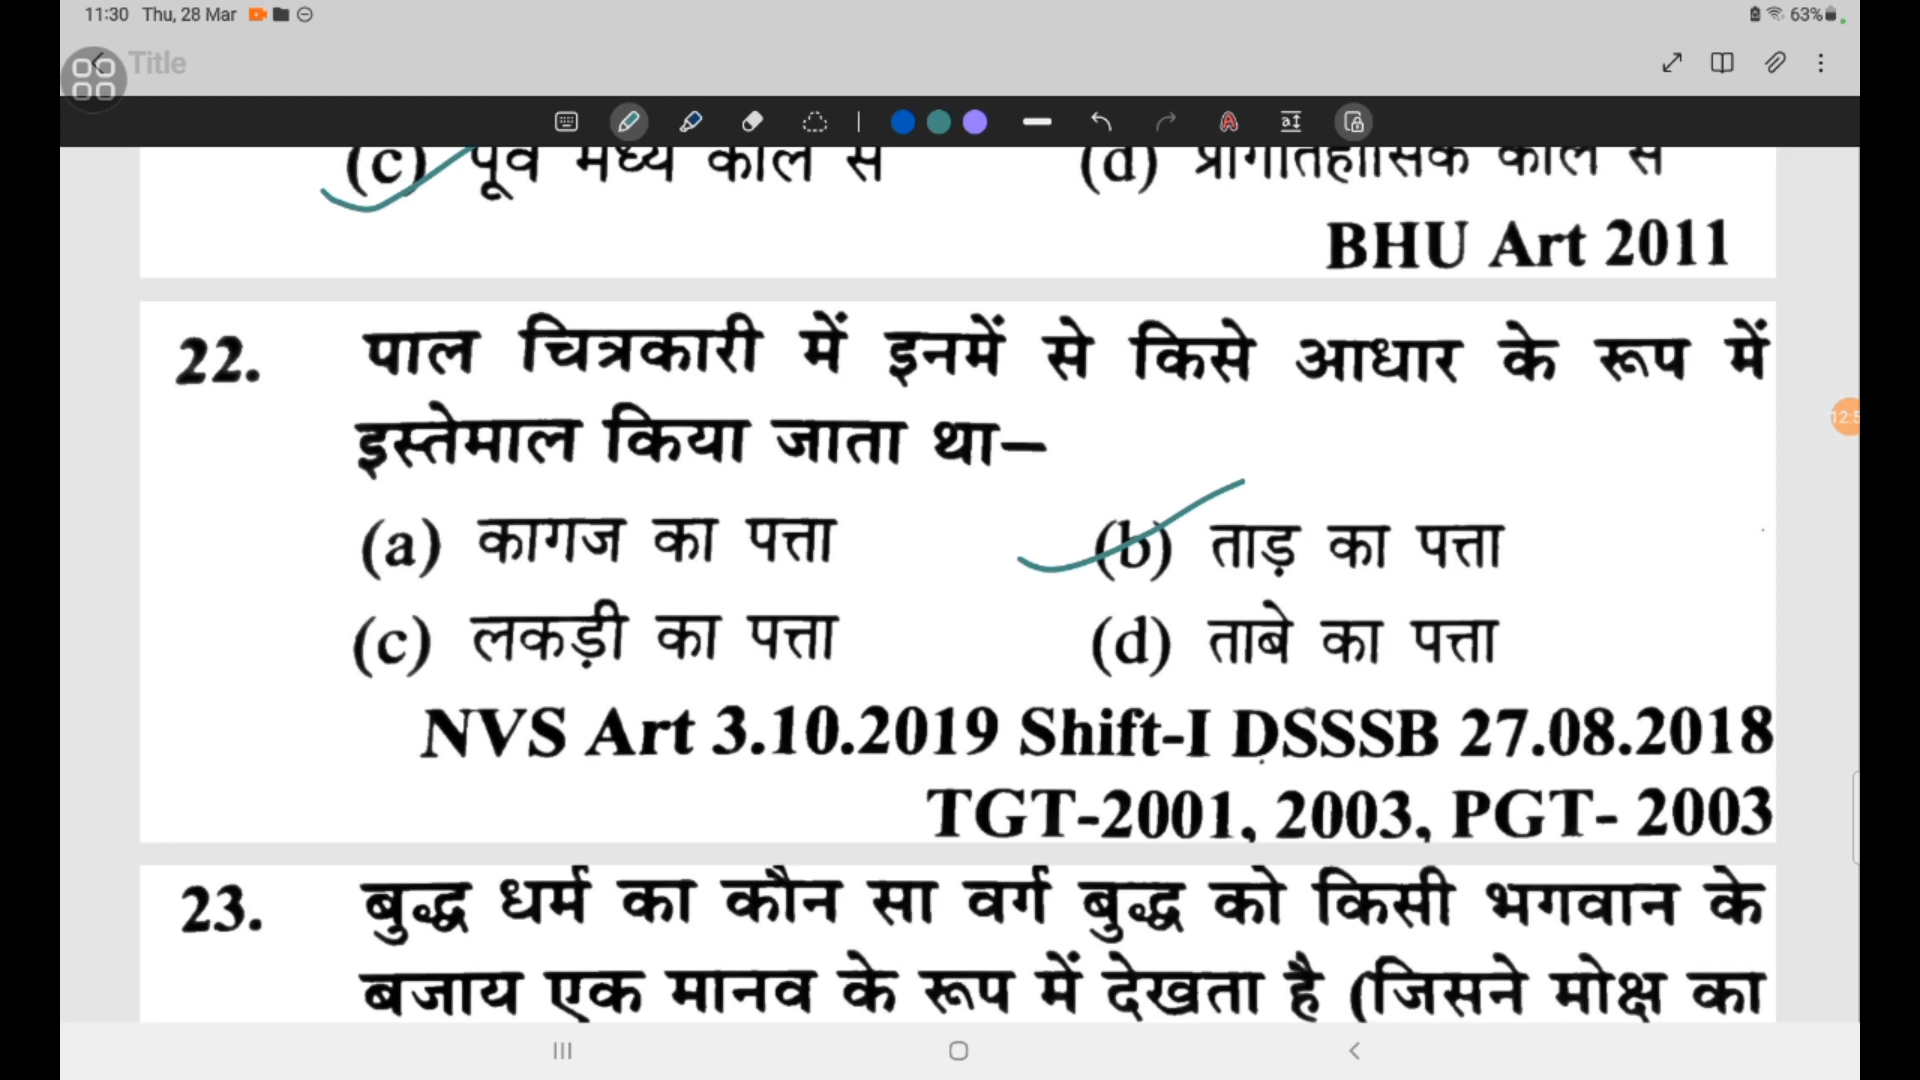 11:30 Thu, 28 Mar
63%
Title
(c) पूर्व मध्य काल से (d) प्रागैतिहासिक काल से
BHU Art 2011
22. पाल चित्रकारी में इनमें से किसे आधार के रूप में
इस्तेमाल किया जाता था–
(a) कागज का पत्ता (b) ताड़ का पत्ता
(c) लकड़ी का पत्ता (d) ताबे का पत्ता
NVS Art 3.10.2019 Shift-I DSSSB 27.08.2018
TGT-2001, 2003, PGT- 2003
23. बुद्ध धर्म का कौन सा वर्ग बुद्ध को किसी भगवान के
बजाय एक मानव के रूप में देखता है (जिसने मोक्ष का